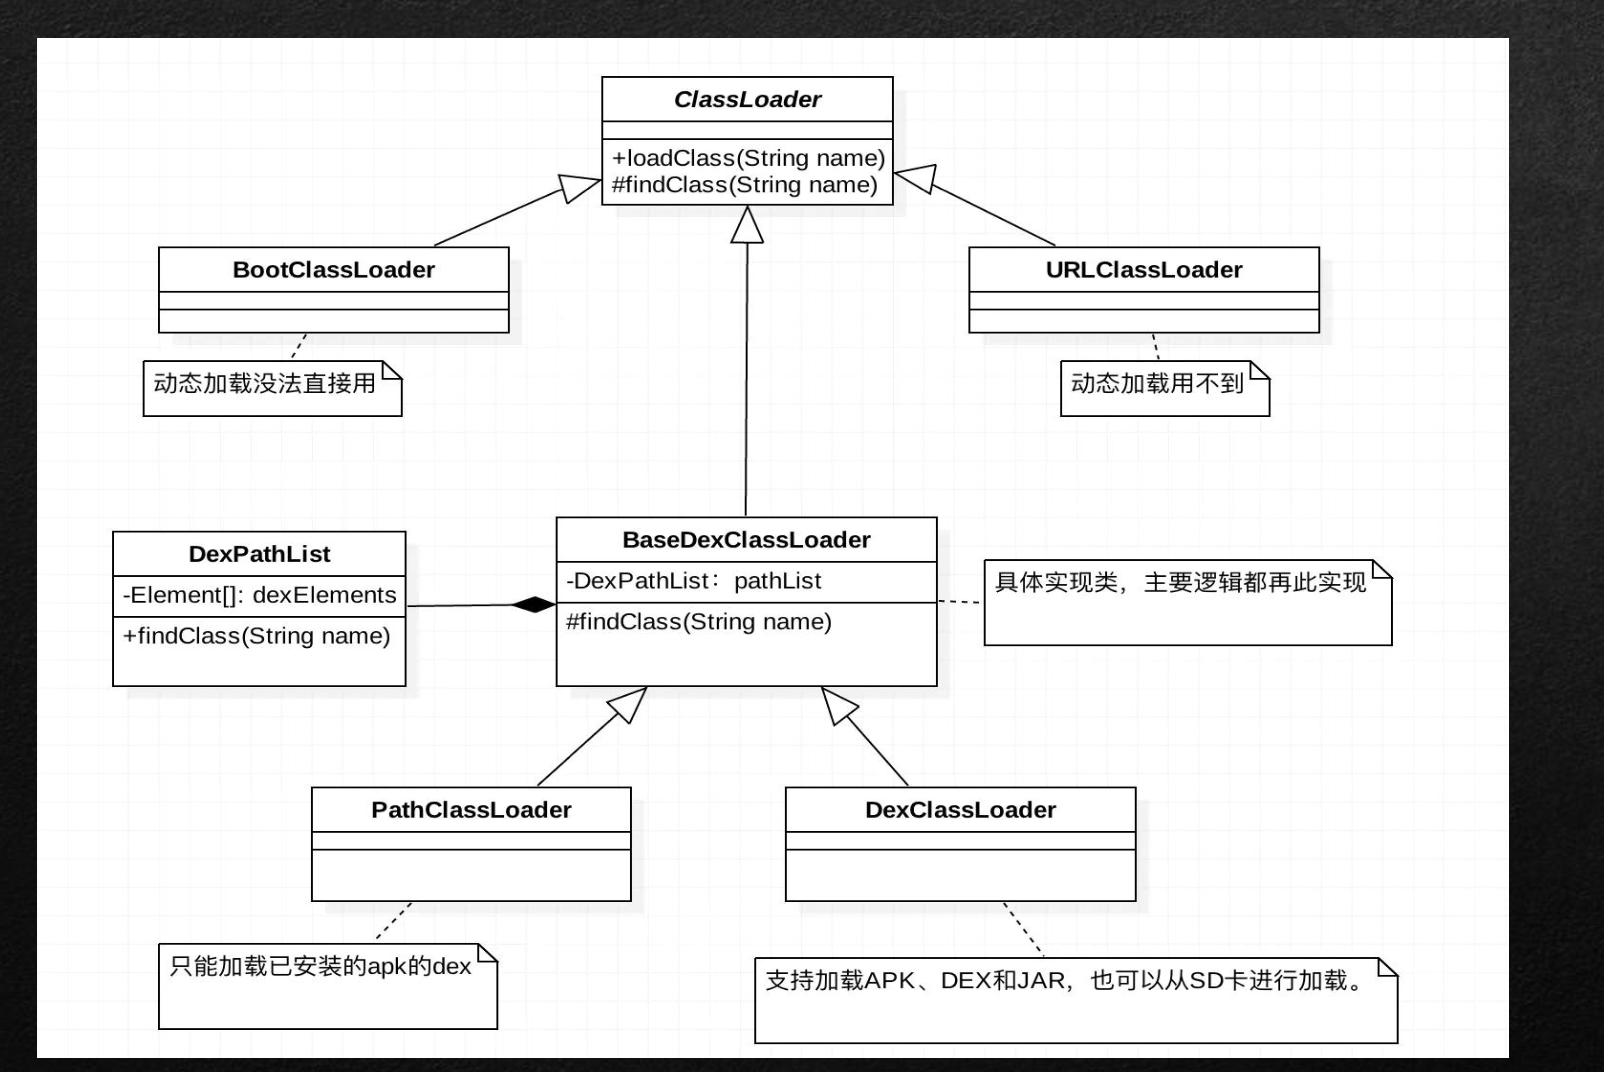 ClassLoader
+loadClass(String name)
#findClass(String name)
BootClassLoader
URLClassLoader
动态加载没法直接用
动态加载用不到
DexPathList
-Element[]: dexElements
+findClass(String name)
BaseDexClassLoader
-DexPathList：pathList
#findClass(String name)
具体实现类，主要逻辑都再此实现
PathClassLoader
DexClassLoader
只能加载已安装的apk的dex
支持加载APK、DEX和JAR，也可以从SD卡进行加载。